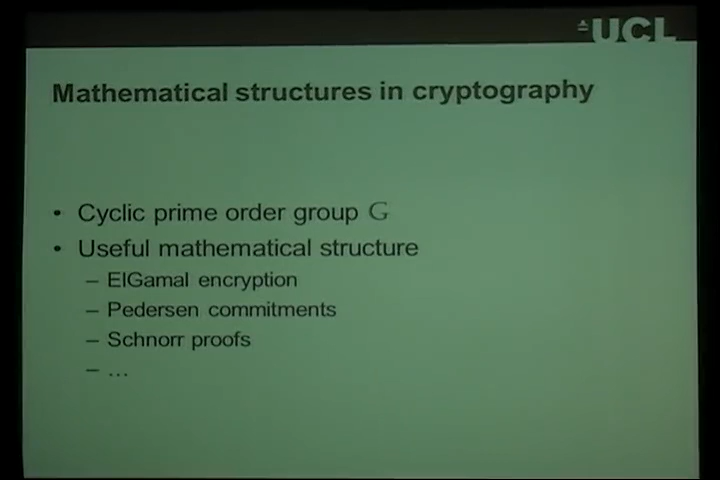 UCL
Mathematical structures in cryptography
• Cyclic prime order group G
• Useful mathematical structure
– ElGamal encryption
– Pedersen commitments
– Schnorr proofs
– …